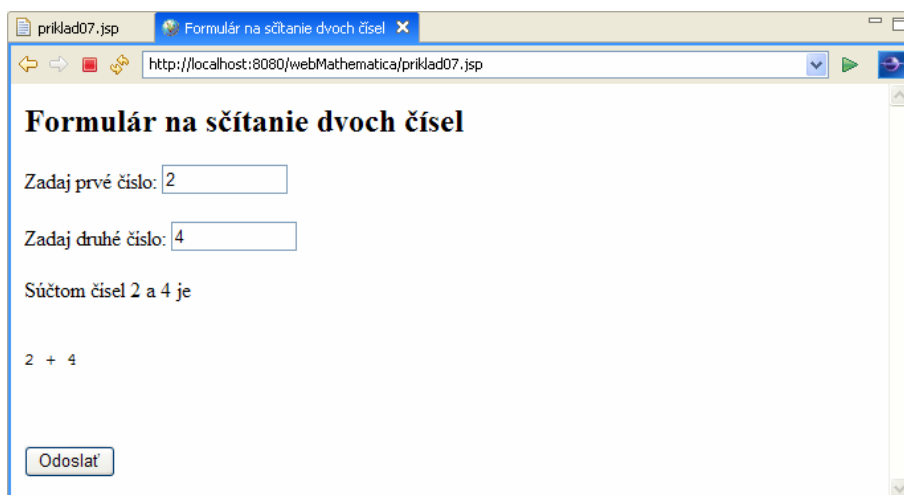 priklad07.jsp
Formulár na sčítanie dvoch čísel
http://localhost:8080/webMathematica/priklad07.jsp
Formulár na sčítanie dvoch čísel
Zadaj prvé číslo: 2
Zadaj druhé číslo: 4
Súčtom čísel 2 a 4 je
2 + 4
Odoslať